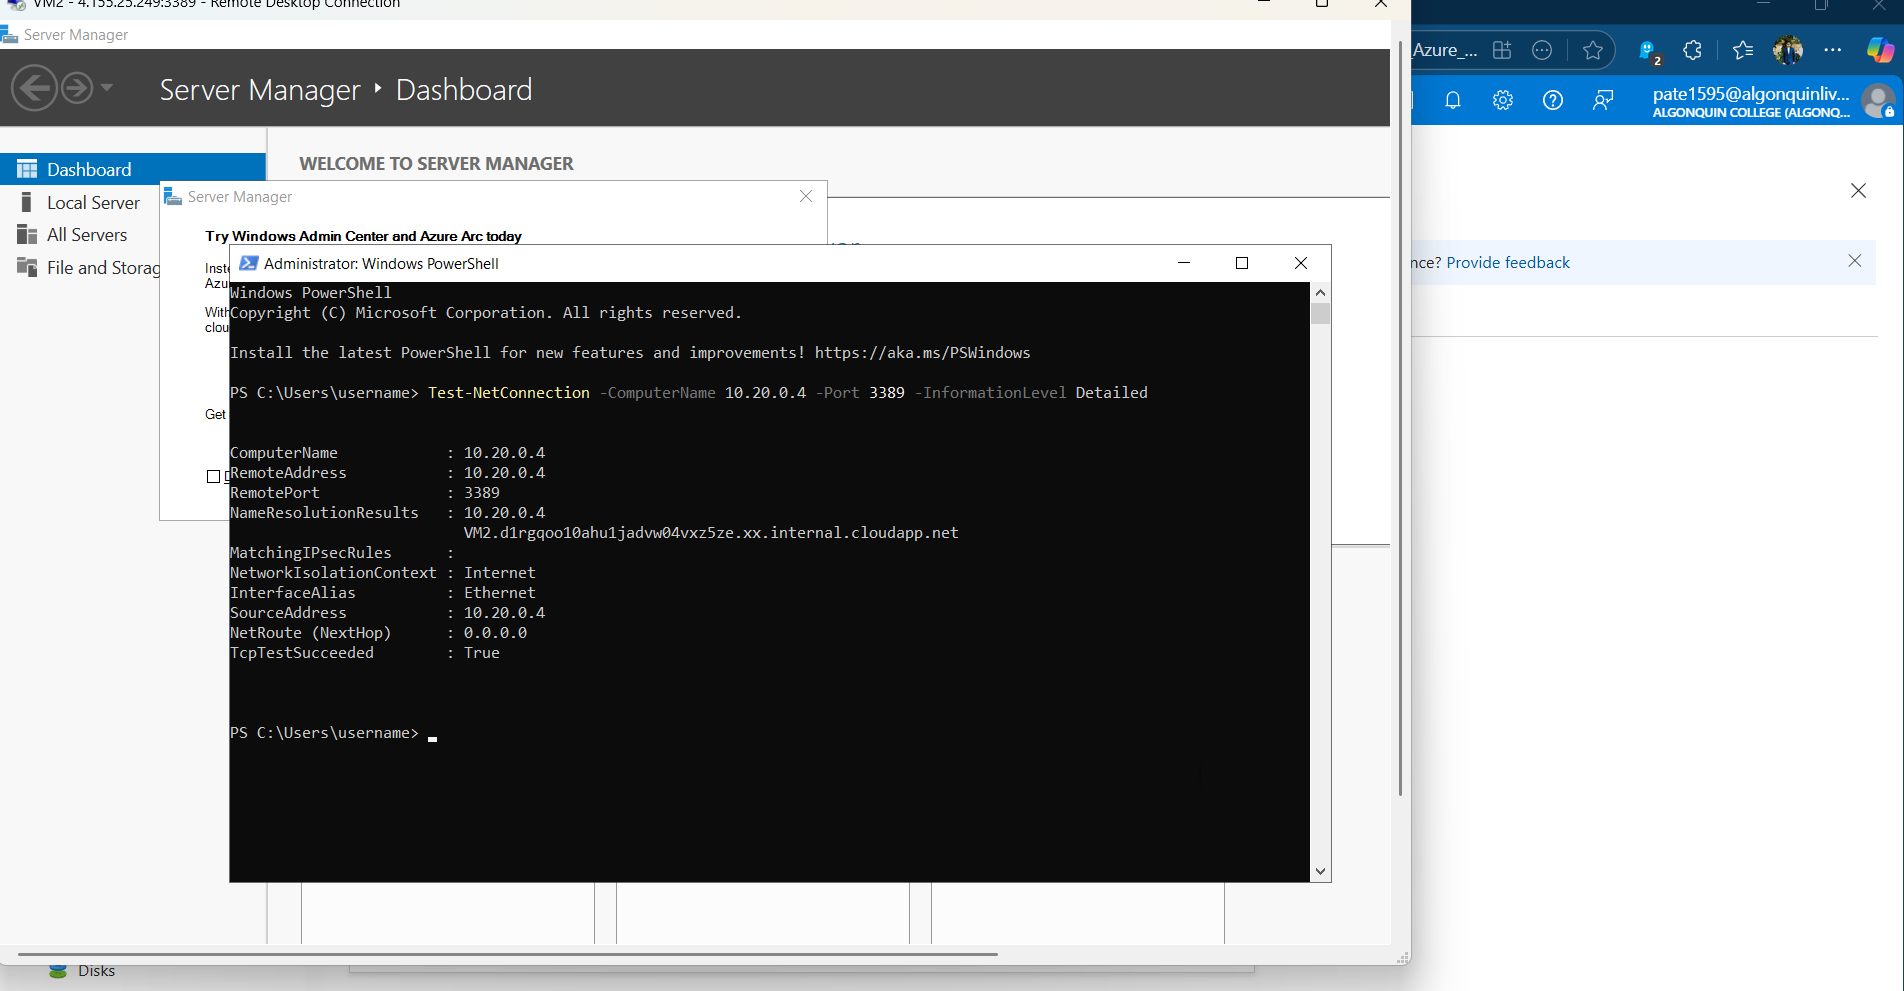 VM2 - 4.155.25.249:3389 - Remote Desktop Connection
Server Manager
Server Manager ‣ Dashboard
Azure_...
2
pate1595@algonquinliv...
ALGONQUIN COLLEGE (ALGONQ...
Dashboard
Local Server
All Servers
File and Storag
WELCOME TO SERVER MANAGER
Server Manager
Try Windows Admin Center and Azure Arc today
Inste
Azu
With
clou
Get
nce? Provide feedback
Administrator: Windows PowerShell
Windows PowerShell
Copyright (C) Microsoft Corporation. All rights reserved.
Install the latest PowerShell for new features and improvements! https://aka.ms/PSWindows
PS C:\Users\username> Test-NetConnection -ComputerName 10.20.0.4 -Port 3389 -InformationLevel Detailed
ComputerName : 10.20.0.4
RemoteAddress : 10.20.0.4
RemotePort : 3389
NameResolutionResults : 10.20.0.4
VM2.d1rgqoo10ahu1jadvw04vxz5ze.xx.internal.cloudapp.net
MatchingIPsecRules :
NetworkIsolationContext : Internet
InterfaceAlias : Ethernet
SourceAddress : 10.20.0.4
NetRoute (NextHop) : 0.0.0.0
TcpTestSucceeded : True
PS C:\Users\username>
Disks